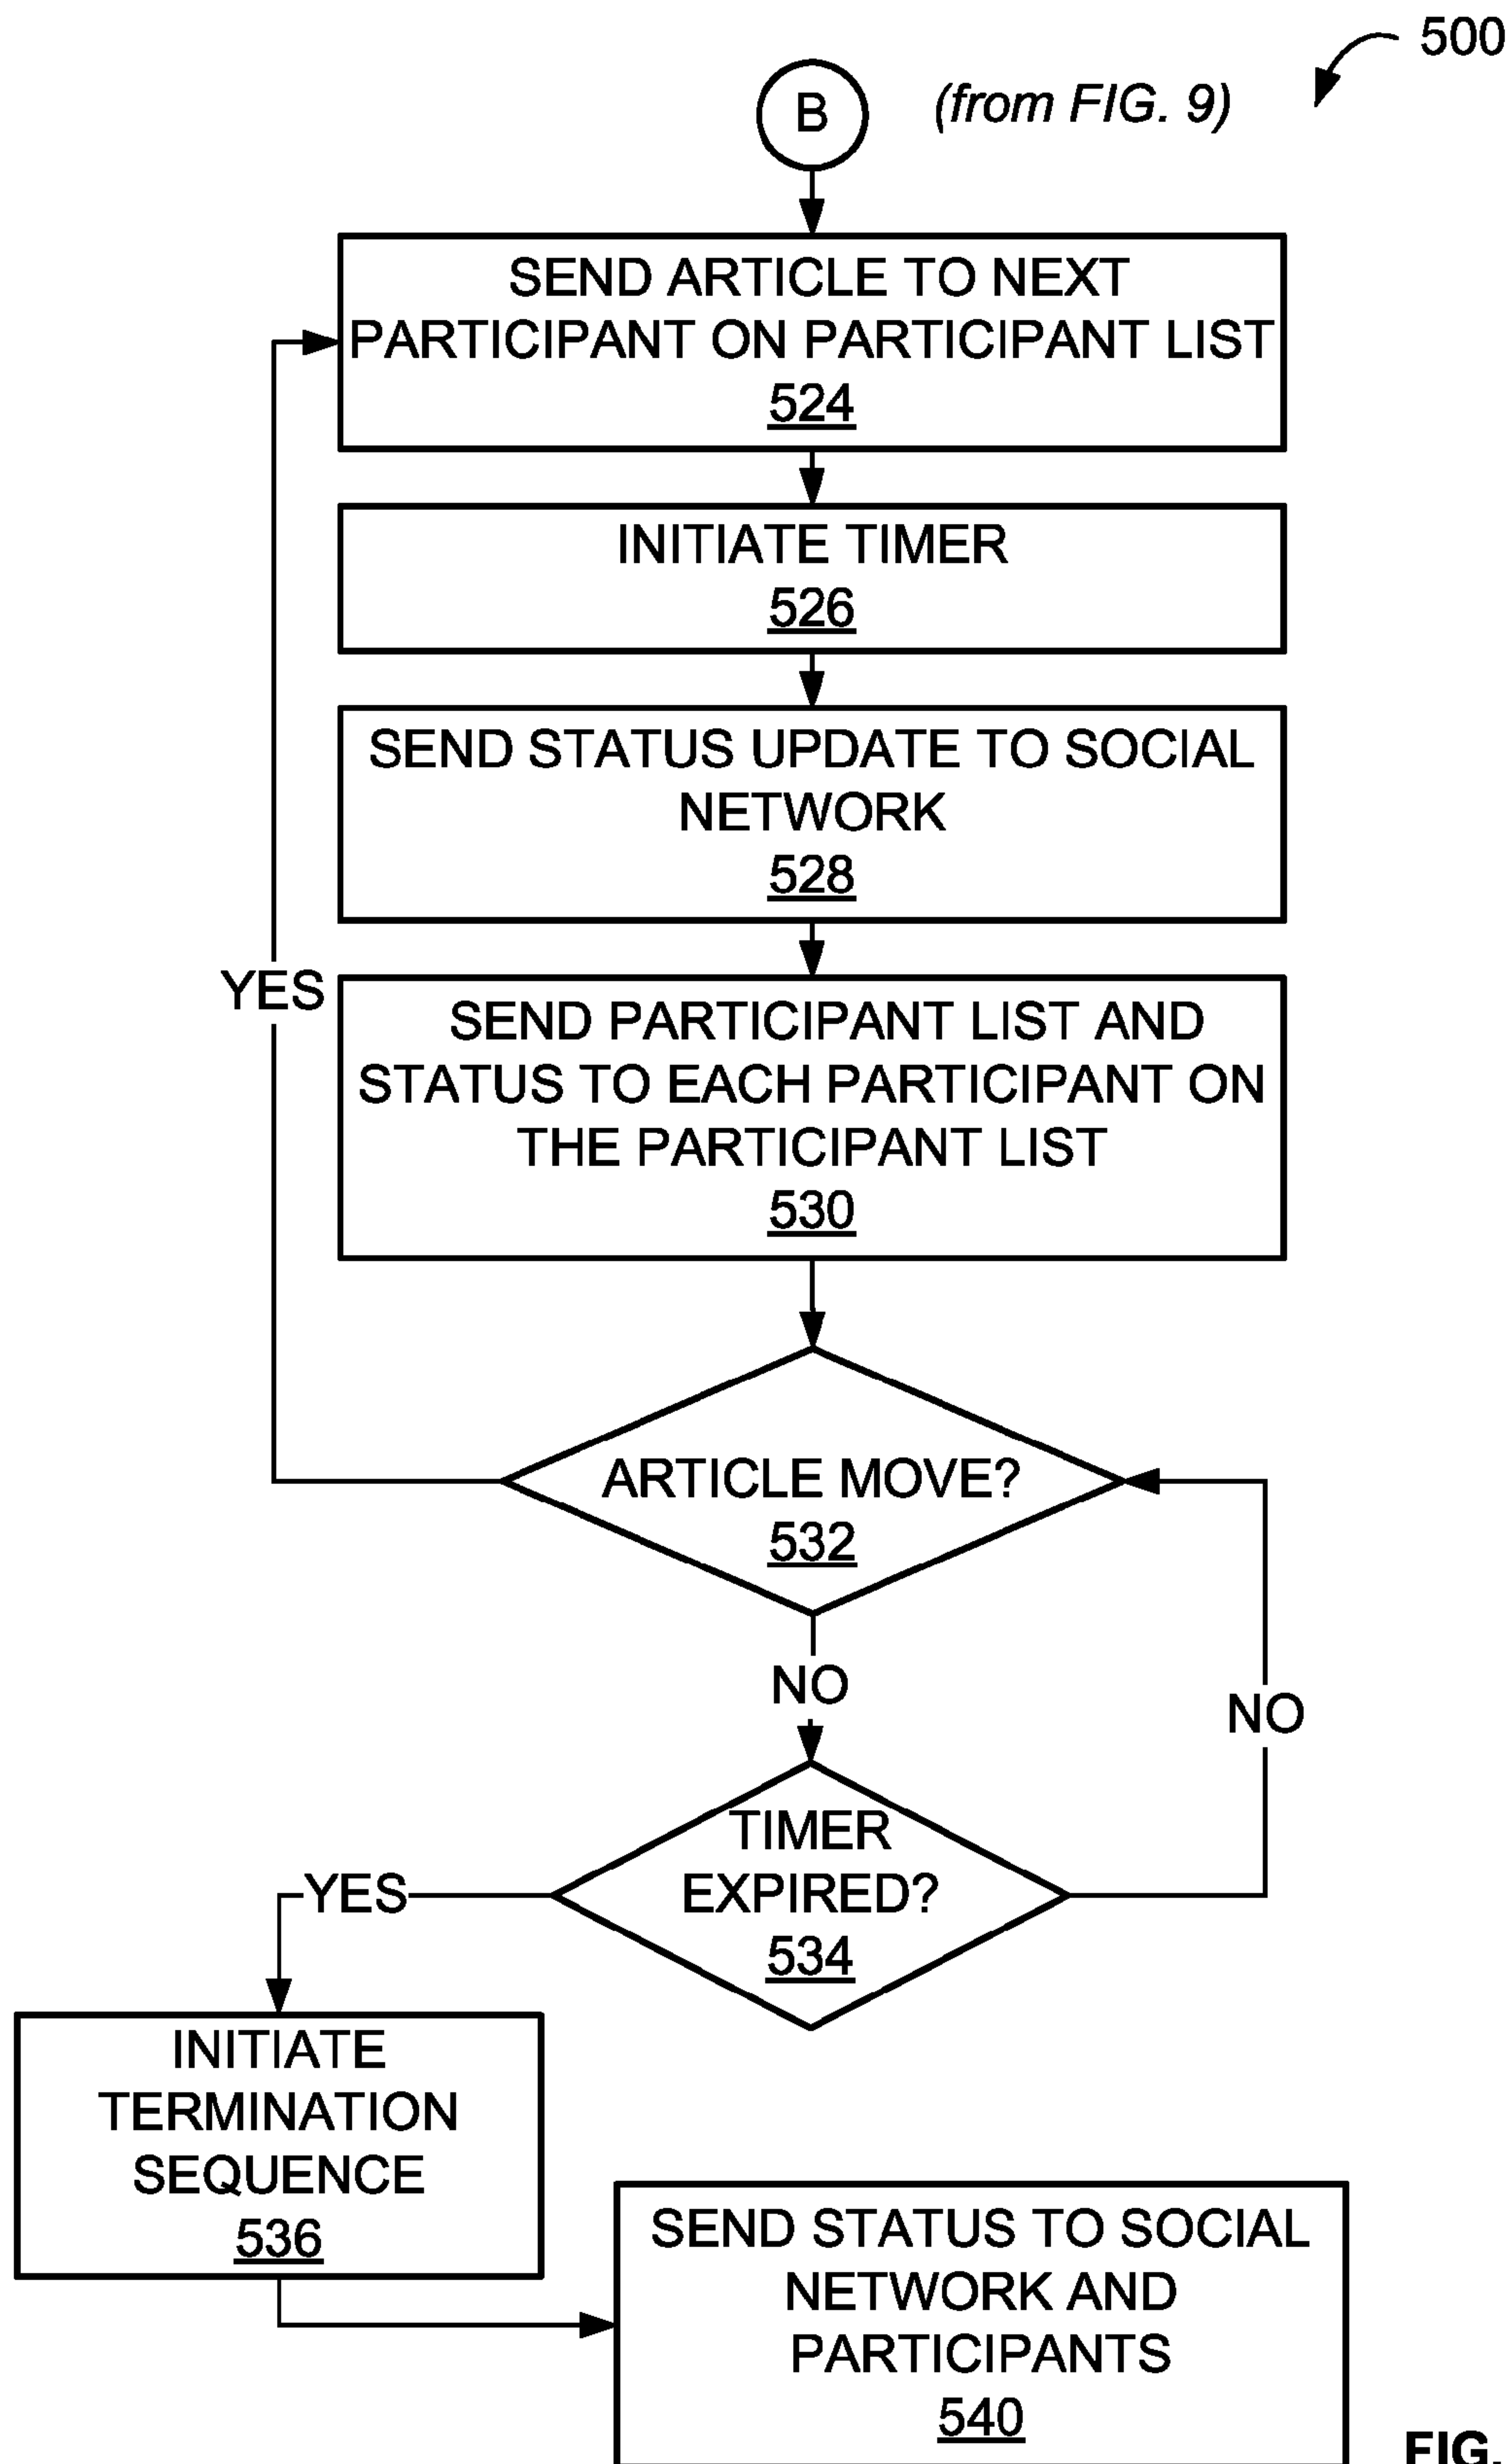 500
B
(from FIG. 9)
SEND ARTICLE TO NEXT
PARTICIPANT ON PARTICIPANT LIST
524
INITIATE TIMER
526
SEND STATUS UPDATE TO SOCIAL
NETWORK
528
YES
SEND PARTICIPANT LIST AND
STATUS TO EACH PARTICIPANT ON
THE PARTICIPANT LIST
530
ARTICLE MOVE?
532
NO
NO
TIMER
EXPIRED?
534
YES
INITIATE
TERMINATION
SEQUENCE
536
SEND STATUS TO SOCIAL
NETWORK AND
PARTICIPANTS
540
FIG.